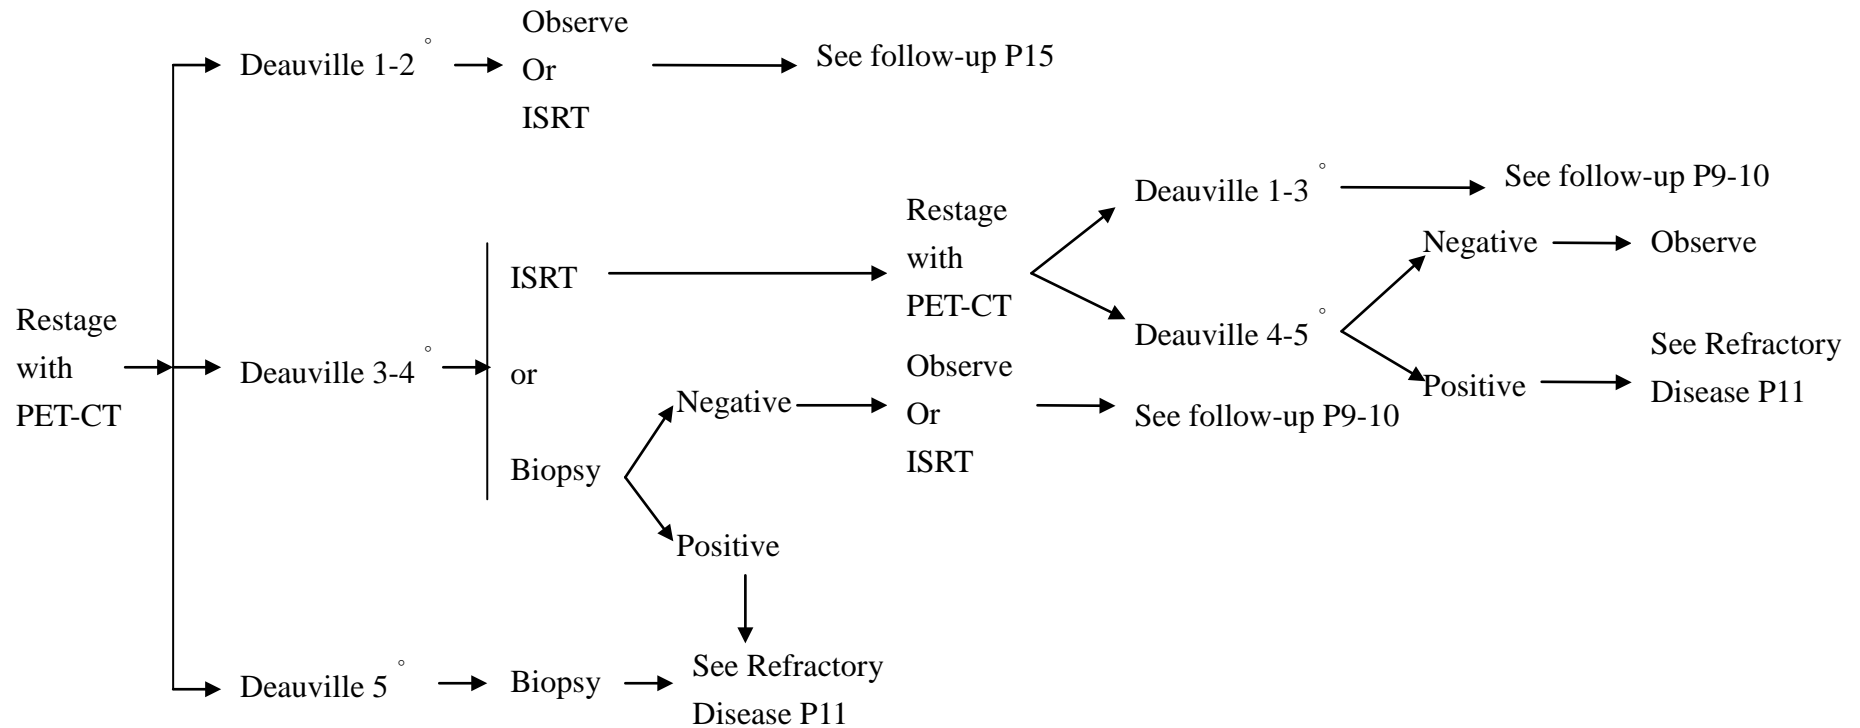 Restage
with
PET-CT
Deauville 1-2 °
Observe
Or
ISRT
See follow-up P15
Deauville 3-4 °
ISRT
or
Biopsy
Restage
with
PET-CT
Deauville 1-3 °
See follow-up P9-10
Deauville 4-5 °
Negative
Observe
Positive
See Refractory
Disease P11
Negative
Observe
Or
ISRT
See follow-up P9-10
Positive
Deauville 5 °
Biopsy
See Refractory
Disease P11